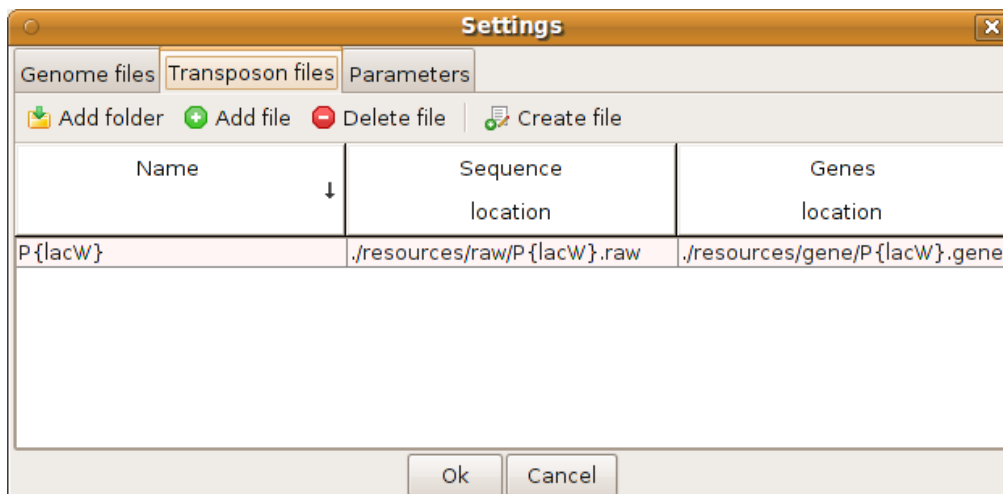 Settings
Genome files Transposon files Parameters
Add folder Add file Delete file Create file
Name Sequence location Genes location
P{lacW} ./resources/raw/P{lacW}.raw ./resources/gene/P{lacW}.gene
Ok Cancel